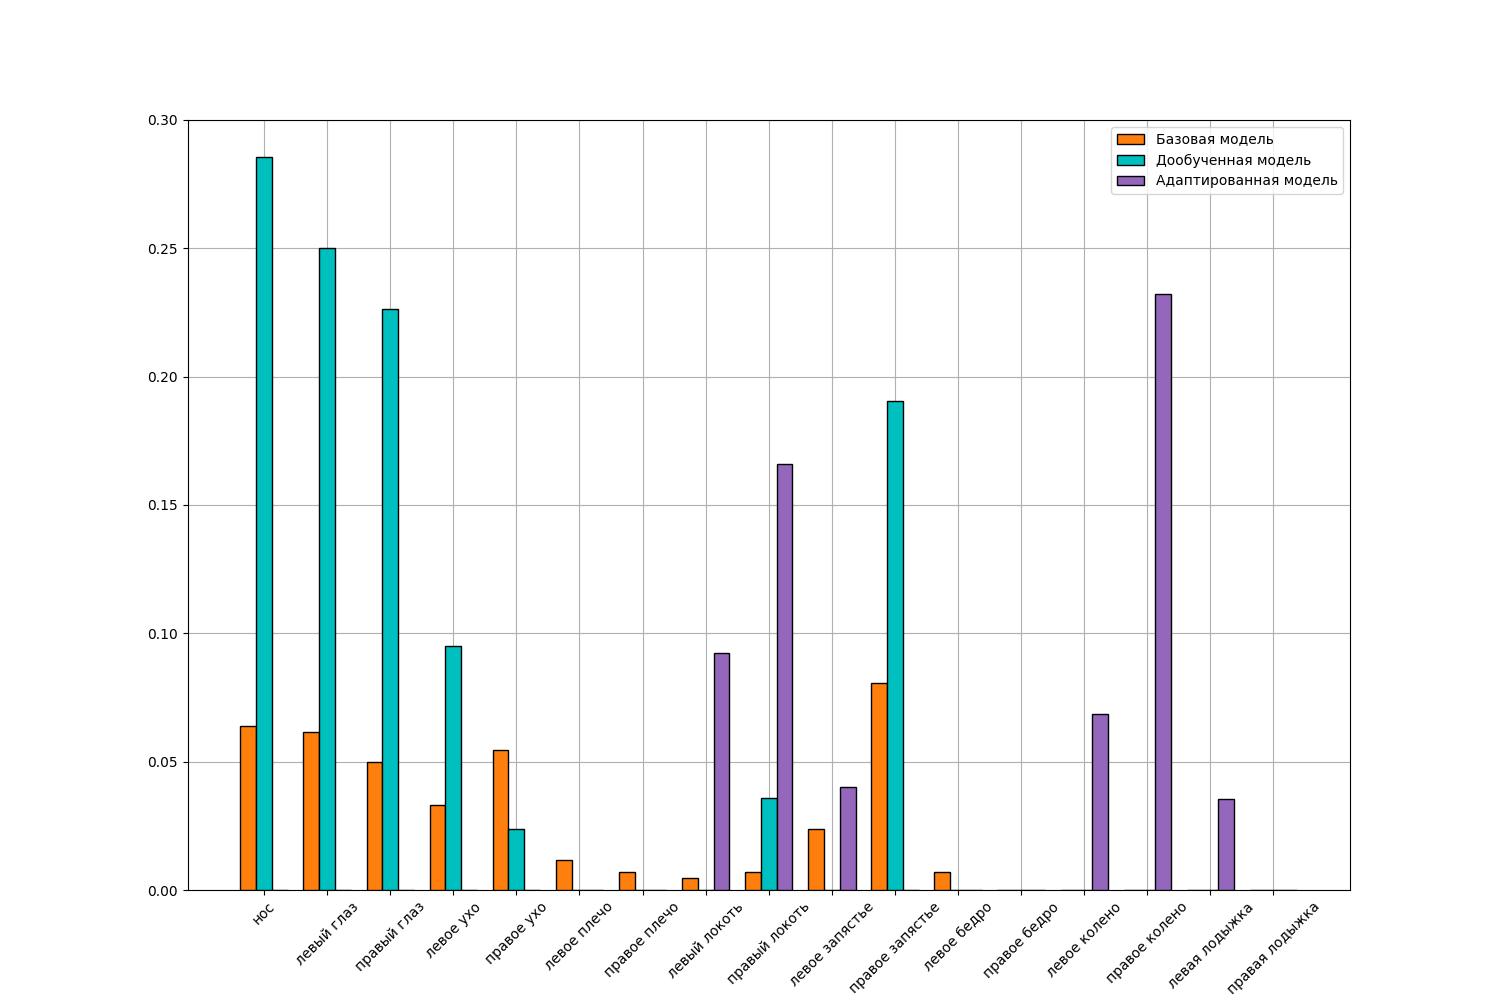 0.30
0.25
0.20
0.15
0.10
0.05
0.00
Базовая модель
Дообученная модель
Адаптированная модель
нос
левый глаз
правый глаз
левое ухо
правое ухо
левое плечо
правое плечо
левый локоть
правый локоть
левое запястье
правое запястье
левое бедро
правое бедро
левое колено
правое колено
левая лодыжка
правая лодыжка